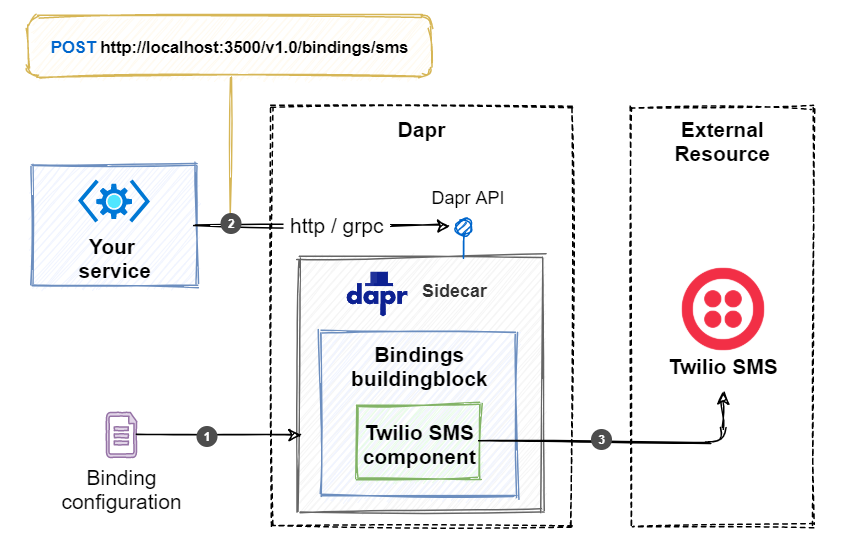 POST http://localhost:3500/v1.0/bindings/sms
Dapr
External
Resource
Dapr API
2
http / grpc
Your
service
dapr
Sidecar
Bindings
buildingblock
Twilio SMS
1
Twilio SMS
component
3
Binding
configuration